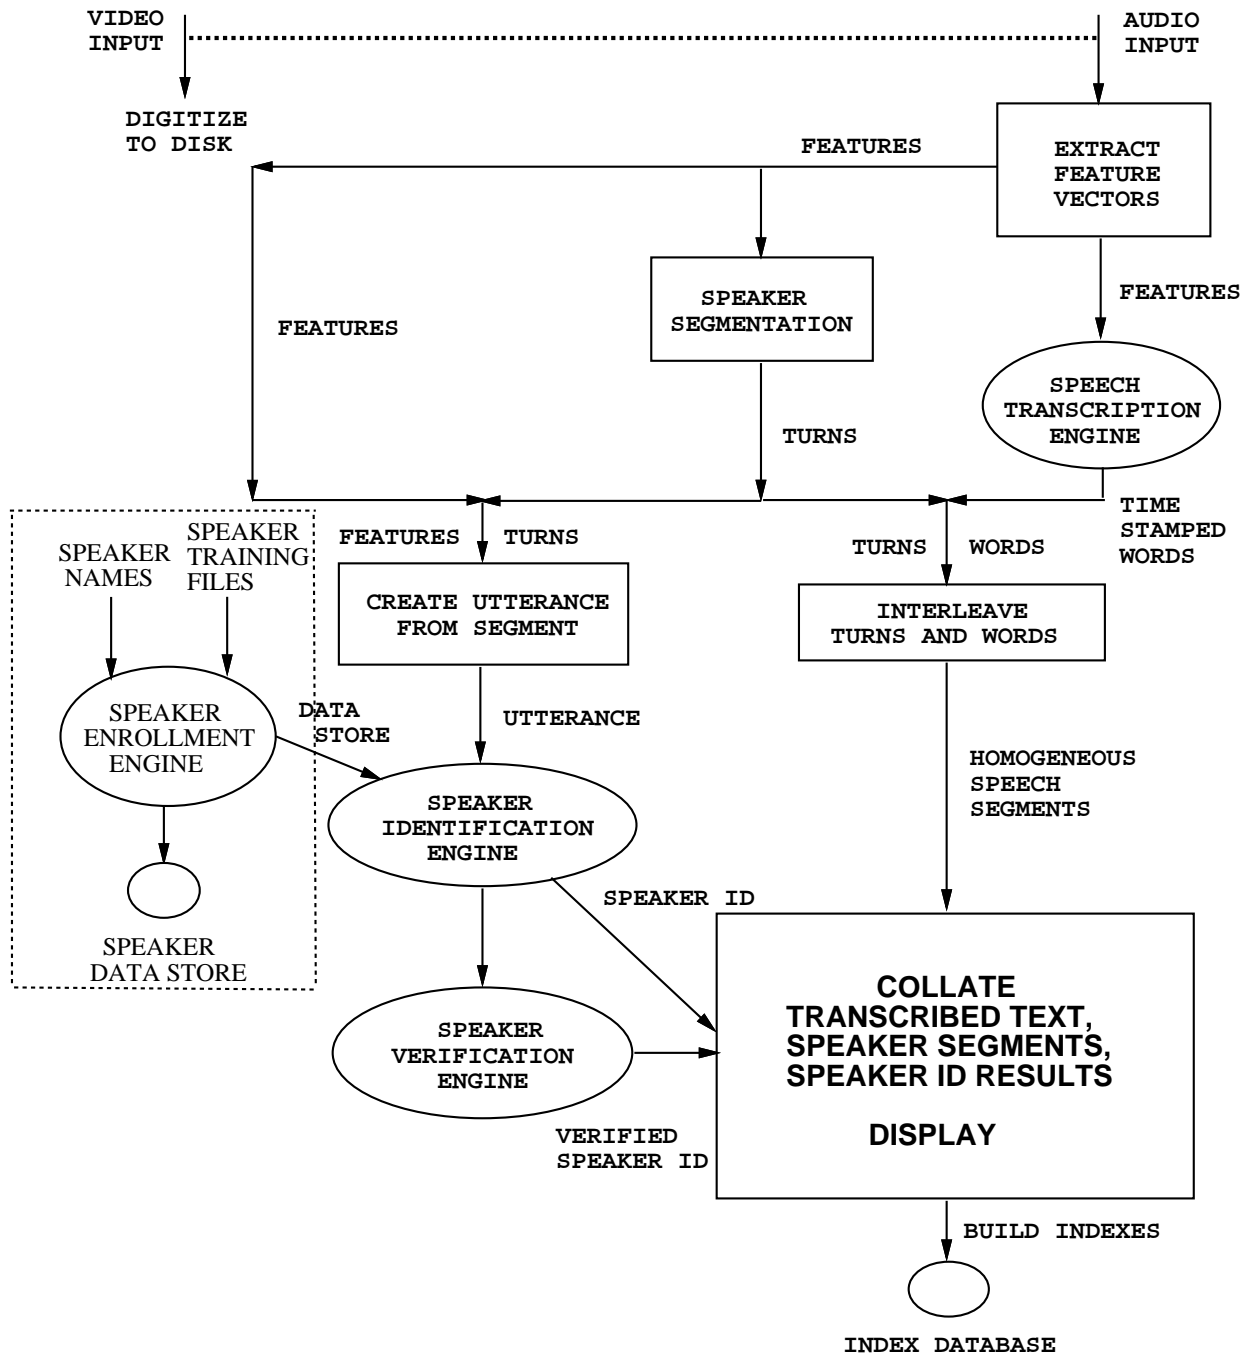 VIDEO
INPUT
AUDIO
INPUT
DIGITIZE
TO DISK
FEATURES
EXTRACT
FEATURE
VECTORS
FEATURES
SPEAKER
SEGMENTATION
FEATURES
SPEECH
TRANSCRIPTION
ENGINE
TURNS
TIME
STAMPED
WORDS
SPEAKER
NAMES
SPEAKER
TRAINING
FILES
FEATURES
TURNS
TURNS
WORDS
CREATE UTTERANCE
FROM SEGMENT
INTERLEAVE
TURNS AND WORDS
SPEAKER
ENROLLMENT
ENGINE
DATA
STORE
UTTERANCE
HOMOGENEOUS
SPEECH
SEGMENTS
SPEAKER
IDENTIFICATION
ENGINE
SPEAKER ID
SPEAKER
DATA STORE
COLLATE
TRANSCRIBED TEXT,
SPEAKER SEGMENTS,
SPEAKER ID RESULTS
DISPLAY
SPEAKER
VERIFICATION
ENGINE
VERIFIED
SPEAKER ID
BUILD INDEXES
INDEX DATABASE